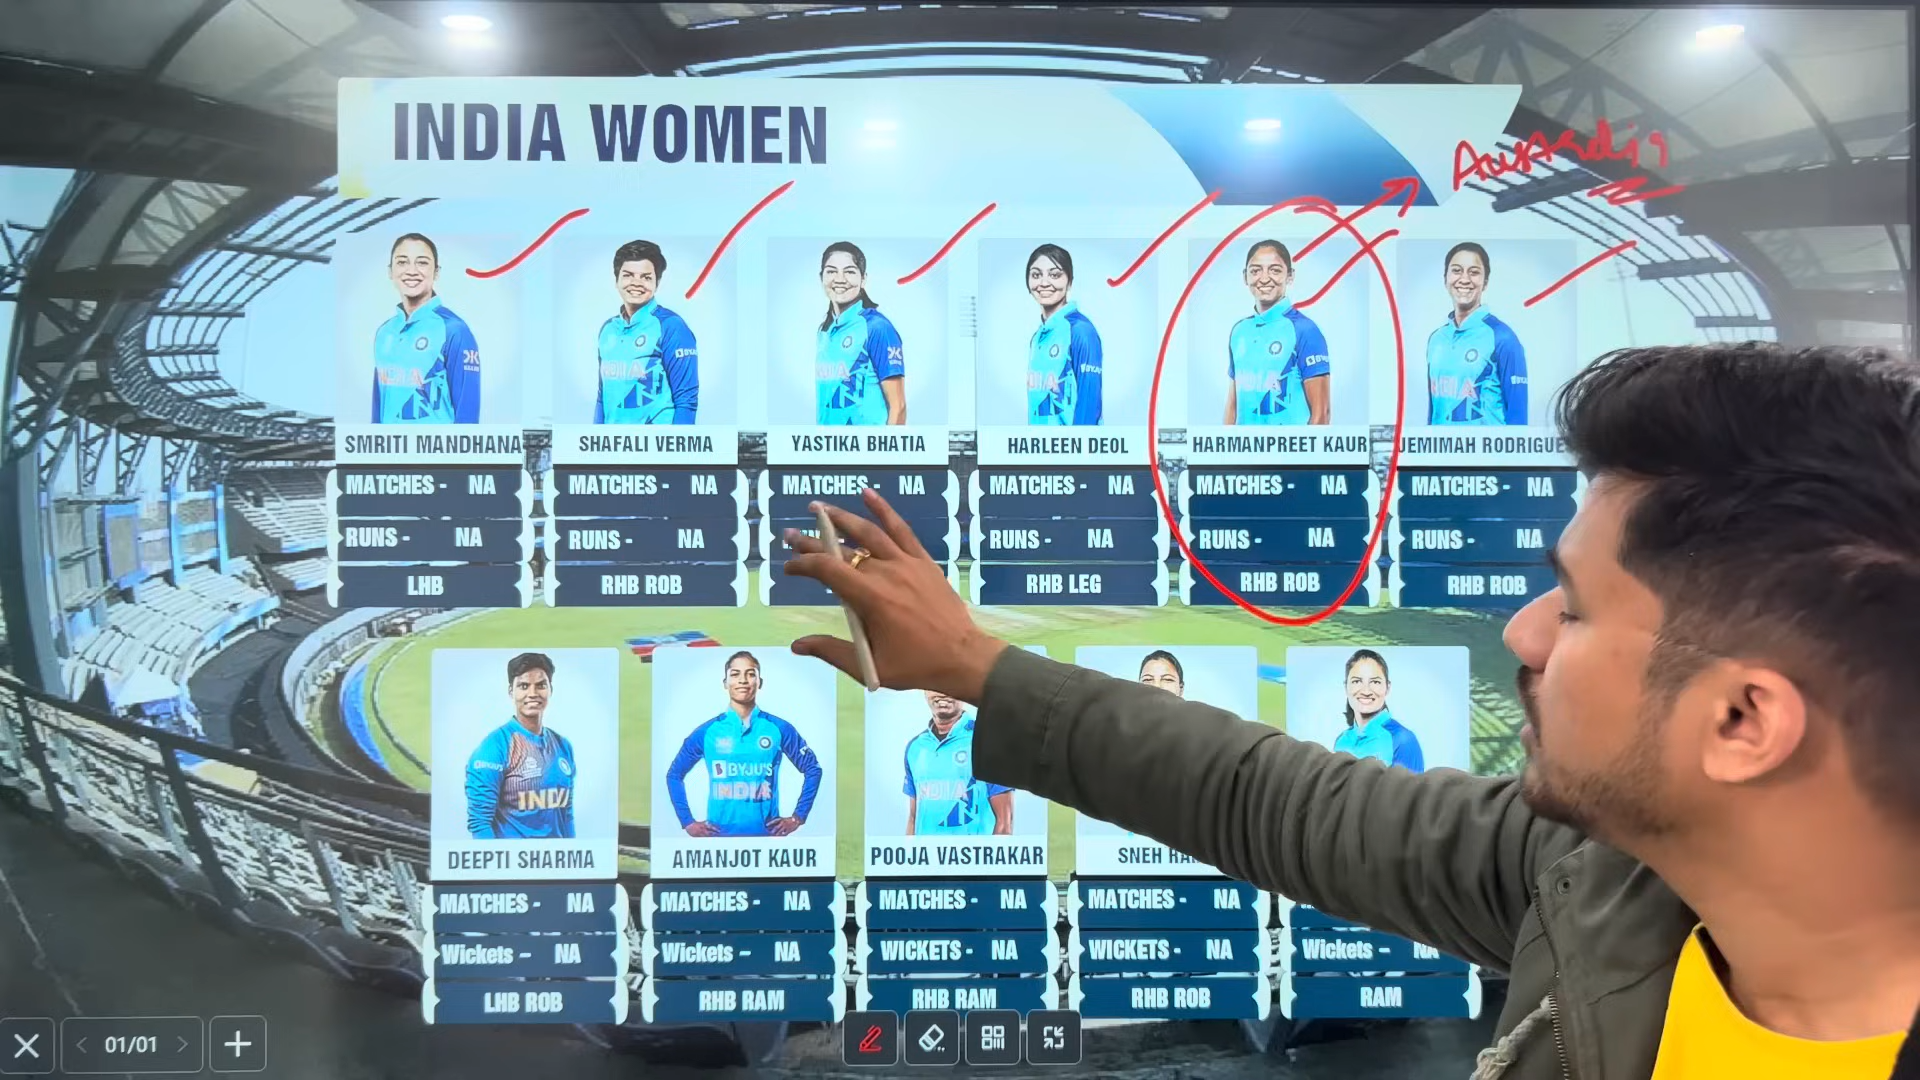 INDIA WOMEN
Australia
SMRITI MANDHANA
MATCHES - NA
RUNS - NA
LHB
SHAFALI VERMA
MATCHES - NA
RUNS - NA
RHB ROB
YASTIKA BHATIA
MATCHES - NA
HARLEEN DEOL
MATCHES - NA
RUNS - NA
RHB LEG
HARMANPREET KAUR
MATCHES - NA
RUNS - NA
RHB ROB
JEMIMAH RODRIGUE
MATCHES - NA
RUNS - NA
RHB ROB
DEEPTI SHARMA
MATCHES - NA
Wickets - NA
LHB ROB
AMANJOT KAUR
MATCHES - NA
Wickets - NA
RHB RAM
POOJA VASTRAKAR
MATCHES - NA
WICKETS - NA
RHB RAM
SNEH
MATCHES - NA
WICKETS - NA
RHB ROB
Wickets - NA
RAM
BYJU'S
INDIA
01/01